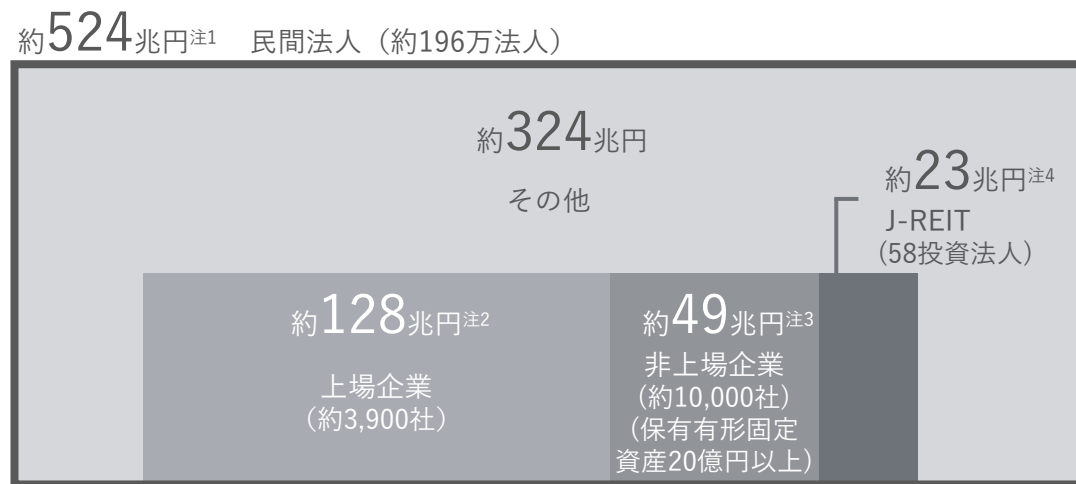 約524兆円注1 民間法人（約196万法人）
約324兆円
その他
約23兆円注4
J-REIT
（58投資法人）
約128兆円注2
上場企業
（約3,900社）
約49兆円注3
非上場企業
（約10,000社）
（保有有形固定
資産20億円以上）